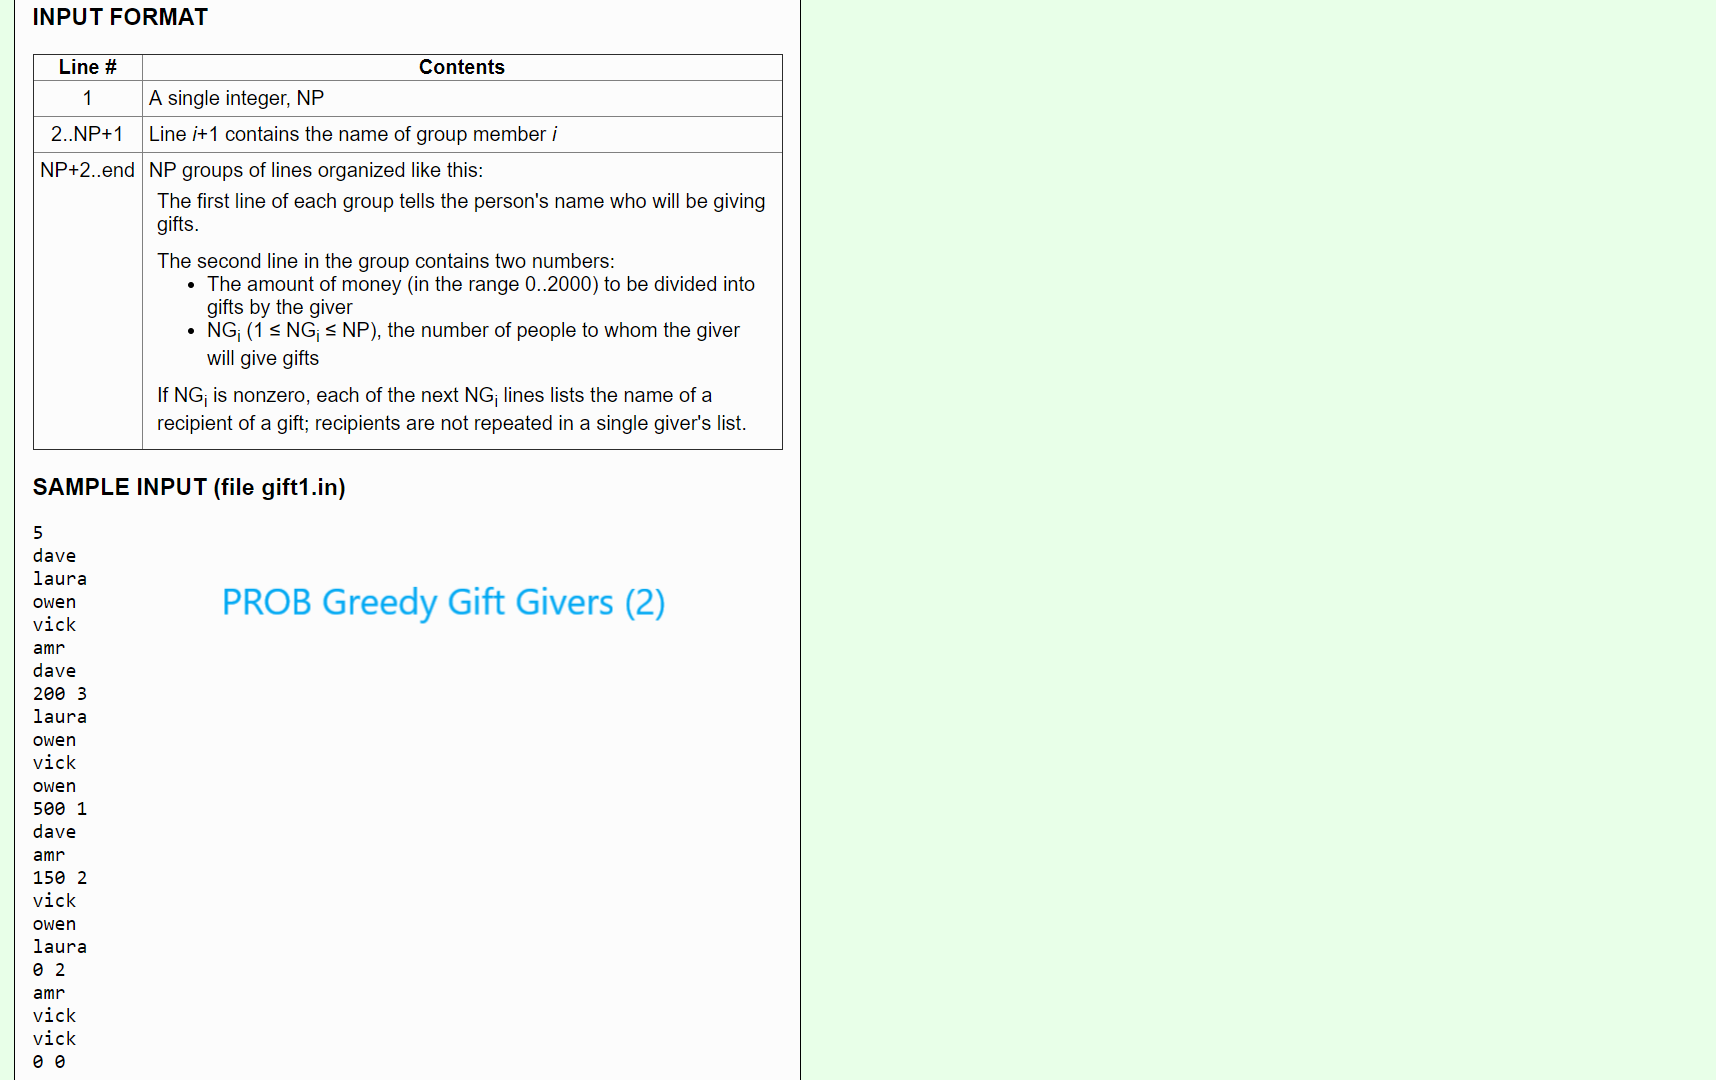 INPUT FORMAT
Line # Contents
1 A single integer, NP
2..NP+1 Line i+1 contains the name of group member i
NP+2..end NP groups of lines organized like this:
The first line of each group tells the person's name who will be giving
gifts.
The second line in the group contains two numbers:
• The amount of money (in the range 0..2000) to be divided into
gifts by the giver
• NGi (1 ≤ NGi ≤ NP), the number of people to whom the giver
will give gifts
If NGi is nonzero, each of the next NGi lines lists the name of a
recipient of a gift; recipients are not repeated in a single giver's list.
SAMPLE INPUT (file gift1.in)
5
dave
laura
owen
PROB Greedy Gift Givers (2)
vick
amr
dave
200 3
laura
owen
vick
owen
500 1
dave
amr
150 2
vick
owen
laura
0 2
amr
vick
vick
0 0